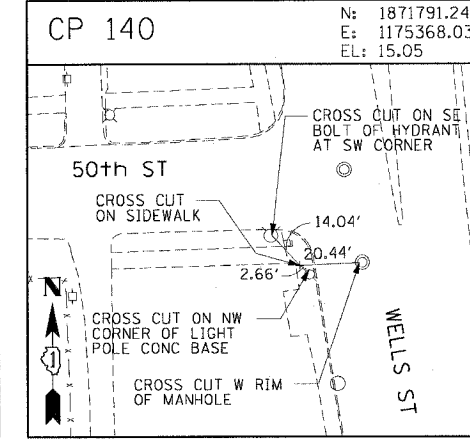 CP 140
N: 1871791.24
E: 1175368.03
EL: 15.05
CROSS CUT ON SE
BOLT OF HYDRANT
AT SW CORNER
50th ST
CROSS CUT
ON SIDEWALK
14.04'
20.44'
2.66'
N
1
CROSS CUT ON NW
CORNER OF LIGHT
POLE CONC BASE
WELLS ST
CROSS CUT W RIM
OF MANHOLE